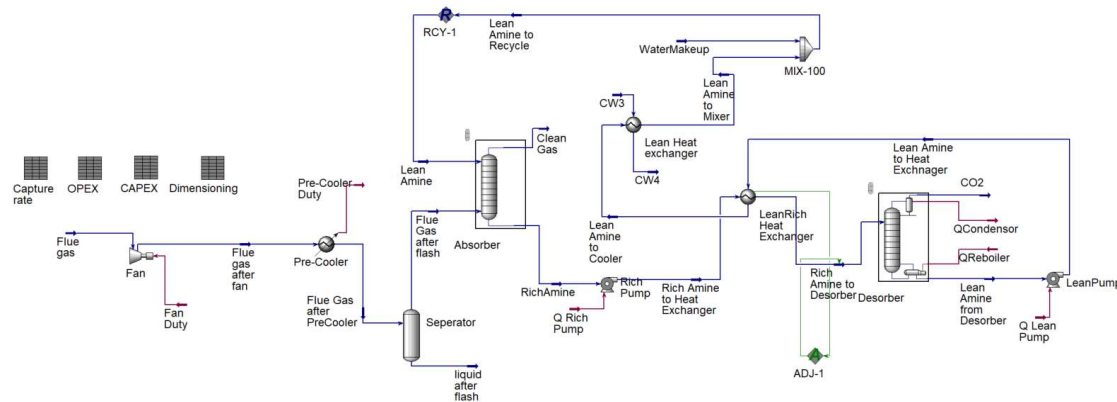 RCY-1
Lean
Amine to
Recycle
WaterMakeup
MIX-100
Lean
Amine
to
Mixer
CW3
Lean Heat
exchanger
CW4
Clean
Gas
Lean
Amine
Absorber
Capture
rate
OPEX
CAPEX
Dimensioning
Pre-Cooler
Duty
Flue
gas
Fan
Flue
gas after
fan
Pre-Cooler
Fan
Duty
Flue Gas
after
PreCooler
Flue
Gas
after
flash
Seperator
liquid
after
flash
RichAmine
Rich
Pump
Q Rich
Pump
Rich Amine
to Heat
Exchanger
Lean
Amine
to
Cooler
LeanRich
Heat
Exchanger
Lean Amine
to Heat
Exchnager
CO2
QCondensor
QReboiler
Rich
Amine to
Desorber
Desorber
Lean
Amine
from
Desorber
LeanPump
Q Lean
Pump
ADJ-1